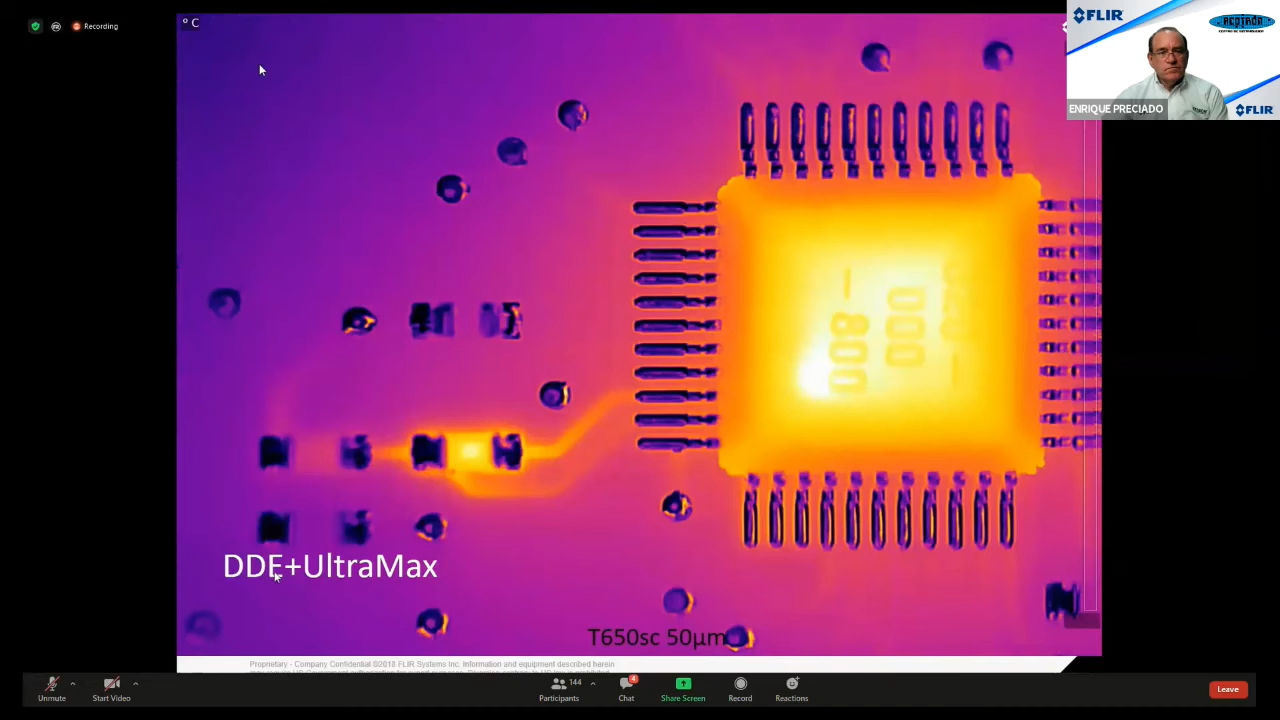 Recording
° C
FLIR
ENRIQUE PRECIADO
FLIR
DDE+UltraMax
T650sc 50µm
Proprietary - Company Confidential ©2018 FLIR Systems Inc. Information and equipment described herein
Unmute
Start Video
Participants
144
Chat
4
Share Screen
Record
Reactions
Leave